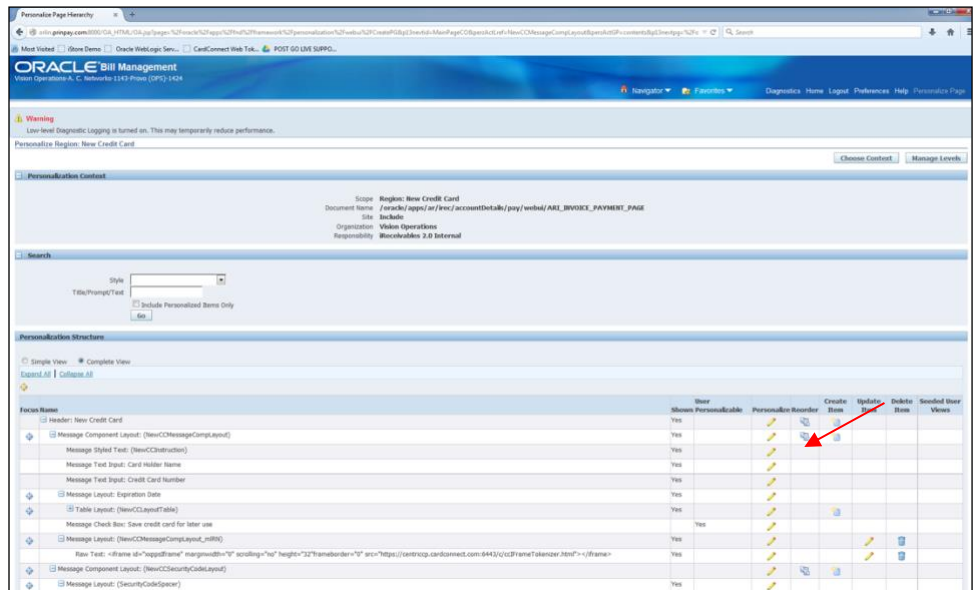 Personalize Page Hierarchy
Search
Most Visited iStore Demo Oracle WebLogic Serv... CardConnect Web Tok... POST GO LIVE SUPPO...
ORACLE Bill Management
Vision Operations-A. C. Networks-1143-Provo (OPS)-1424
Navigator Favorites Diagnostics Home Logout Preferences Help Personalize Page
Warning
Low-level Diagnostic Logging is turned on. This may temporarily reduce performance.
Personalize Region: New Credit Card
Choose Context Manage Levels
Personalization Context
Scope Region: New Credit Card
Document Name /oracle/apps/ar/irec/accountDetails/pay/webui/ARI_INVOICE_PAYMENT_PAGE
Site Include
Organization Vision Operations
Responsibility iReceivables 2.0 Internal
Search
Style
Title/Prompt/Text
Include Personalized Items Only
Go
Personalization Structure
Simple View Complete View
Expand All | Collapse All
Focus Name Shown User Personalizable Personalize Reorder Create Item Update Item Delete Item Seeded User Views
Header: New Credit Card Yes
Message Component Layout: (NewCCMessageCompLayout) Yes
Message Styled Text: (NewCCInstruction) Yes
Message Text Input: Card Holder Name Yes
Message Text Input: Credit Card Number Yes
Message Layout: Expiration Date Yes
Table Layout: (NewCCLayoutTable) Yes
Message Check Box: Save credit card for later use Yes
Message Layout: (NewCCMessageCompLayout_mlRN) Yes
Raw Text: <iframe id="wppsIframe" marginwidth="0" scrolling="no" height="32"frameborder="0" src="https://centriccp.cardconnect.com:6443/c/ccIFrameTokenizer.html"></iframe> Yes
Message Component Layout: (NewCCSecurityCodeLayout)
Message Layout: (SecurityCodeSpacer) Yes